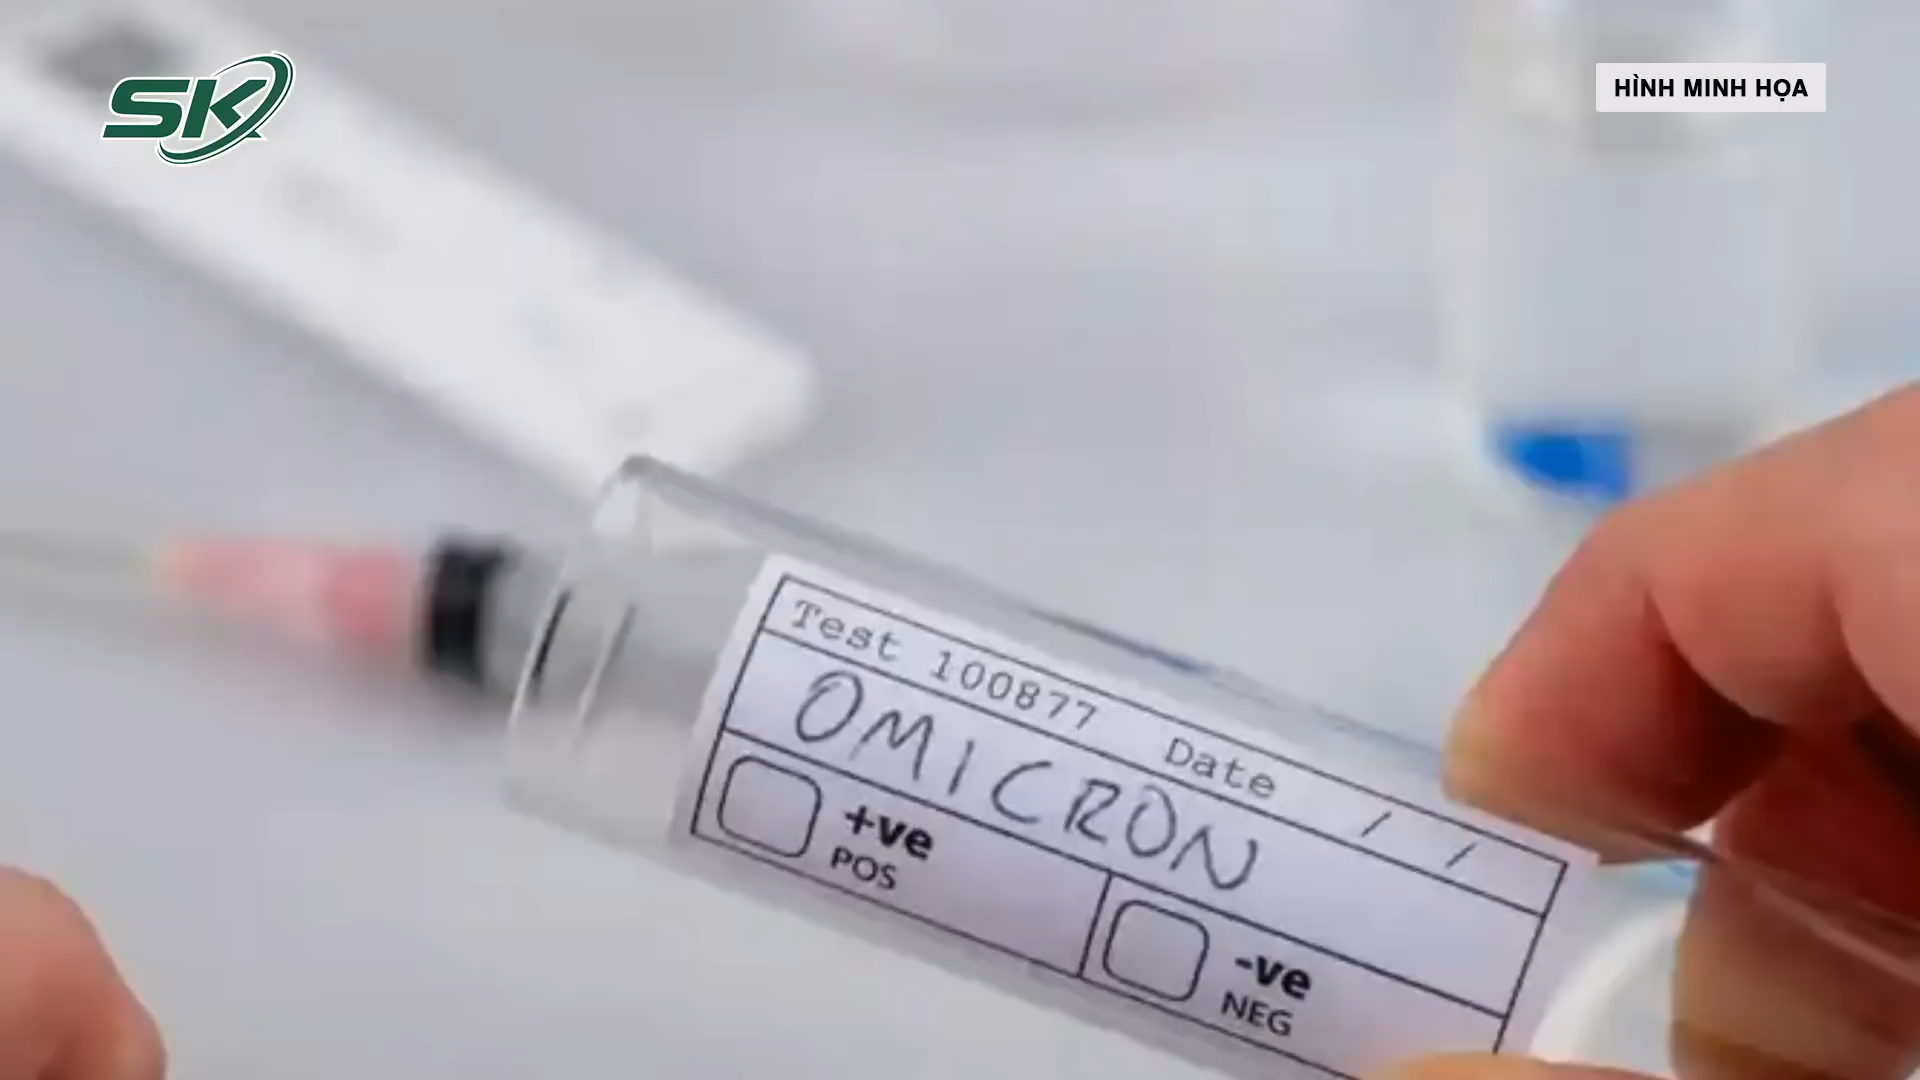 SK
HÌNH MINH HỌA
Test 100877 Date / /
OMICRON
+ve
POS
-ve
NEG